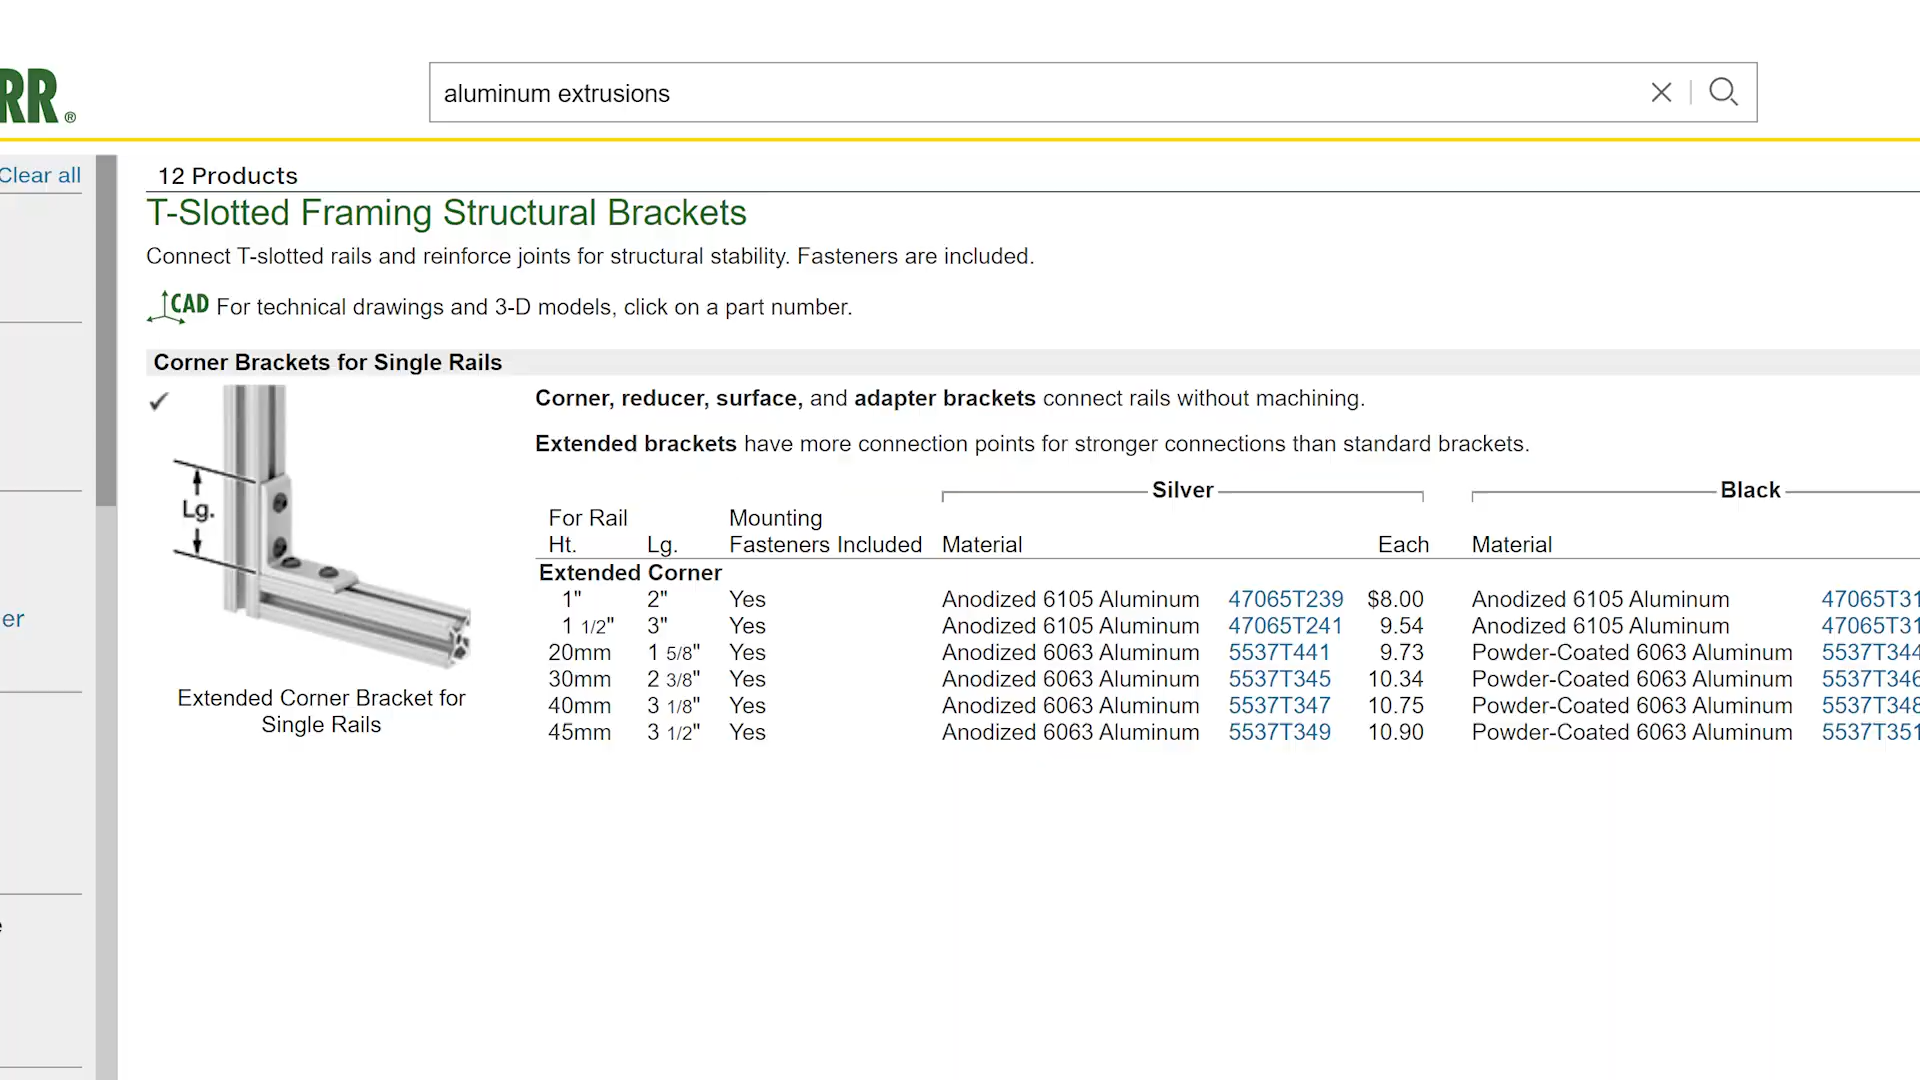 RR®
aluminum extrusions
Clear all
12 Products
T-Slotted Framing Structural Brackets
Connect T-slotted rails and reinforce joints for structural stability. Fasteners are included.
CAD For technical drawings and 3-D models, click on a part number.
Corner Brackets for Single Rails
Corner, reducer, surface, and adapter brackets connect rails without machining.
Extended brackets have more connection points for stronger connections than standard brackets.
Lg.
Extended Corner Bracket for
Single Rails
Silver Black
For Rail Mounting
Ht. Lg. Fasteners Included Material Each Material
Extended Corner
1" 2" Yes Anodized 6105 Aluminum 47065T239 $8.00 Anodized 6105 Aluminum 47065T31
1 1/2" 3" Yes Anodized 6105 Aluminum 47065T241 9.54 Anodized 6105 Aluminum 47065T31
20mm 1 5/8" Yes Anodized 6063 Aluminum 5537T441 9.73 Powder-Coated 6063 Aluminum 5537T344
30mm 2 3/8" Yes Anodized 6063 Aluminum 5537T345 10.34 Powder-Coated 6063 Aluminum 5537T346
40mm 3 1/8" Yes Anodized 6063 Aluminum 5537T347 10.75 Powder-Coated 6063 Aluminum 5537T348
45mm 3 1/2" Yes Anodized 6063 Aluminum 5537T349 10.90 Powder-Coated 6063 Aluminum 5537T351
er